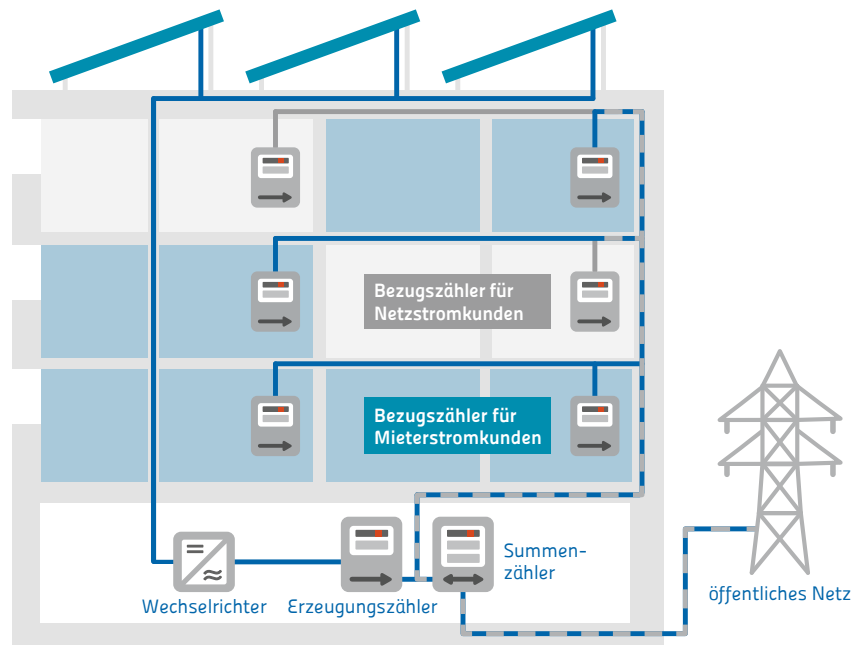 Bezugszähler für
Netzstromkunden
Bezugszähler für
Mieterstromkunden
Summen-
zähler
Wechselrichter
Erzeugungszähler
öffentliches Netz